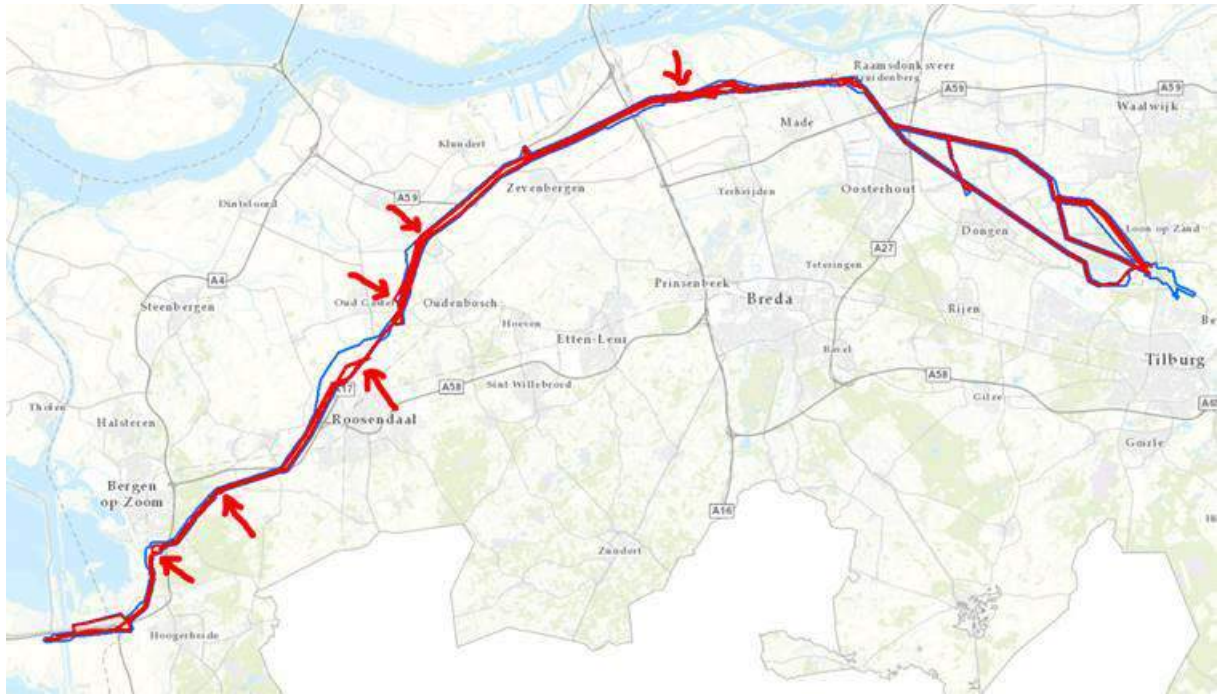 Raamsdonksveer
A59
A59
Waalwijk
Made
Klundert
Zevenbergen
Terheijden
Oosterhout
A59
Dinteloord
Dongen
Loon op Zand
A27
Teteringen
A4
Prinsenbeek
Steenbergen
Oud Gastel
Oudenbosch
Breda
Hoeven
Rijen
Be
Etten-Leur
Bavel
Tilburg
A58
Sint Willebrord
A58
Gilze
Tholen
Halsteren
Roosendaal
Goirle
Bergen
op Zoom
A16
Zundert
Hoogerheide